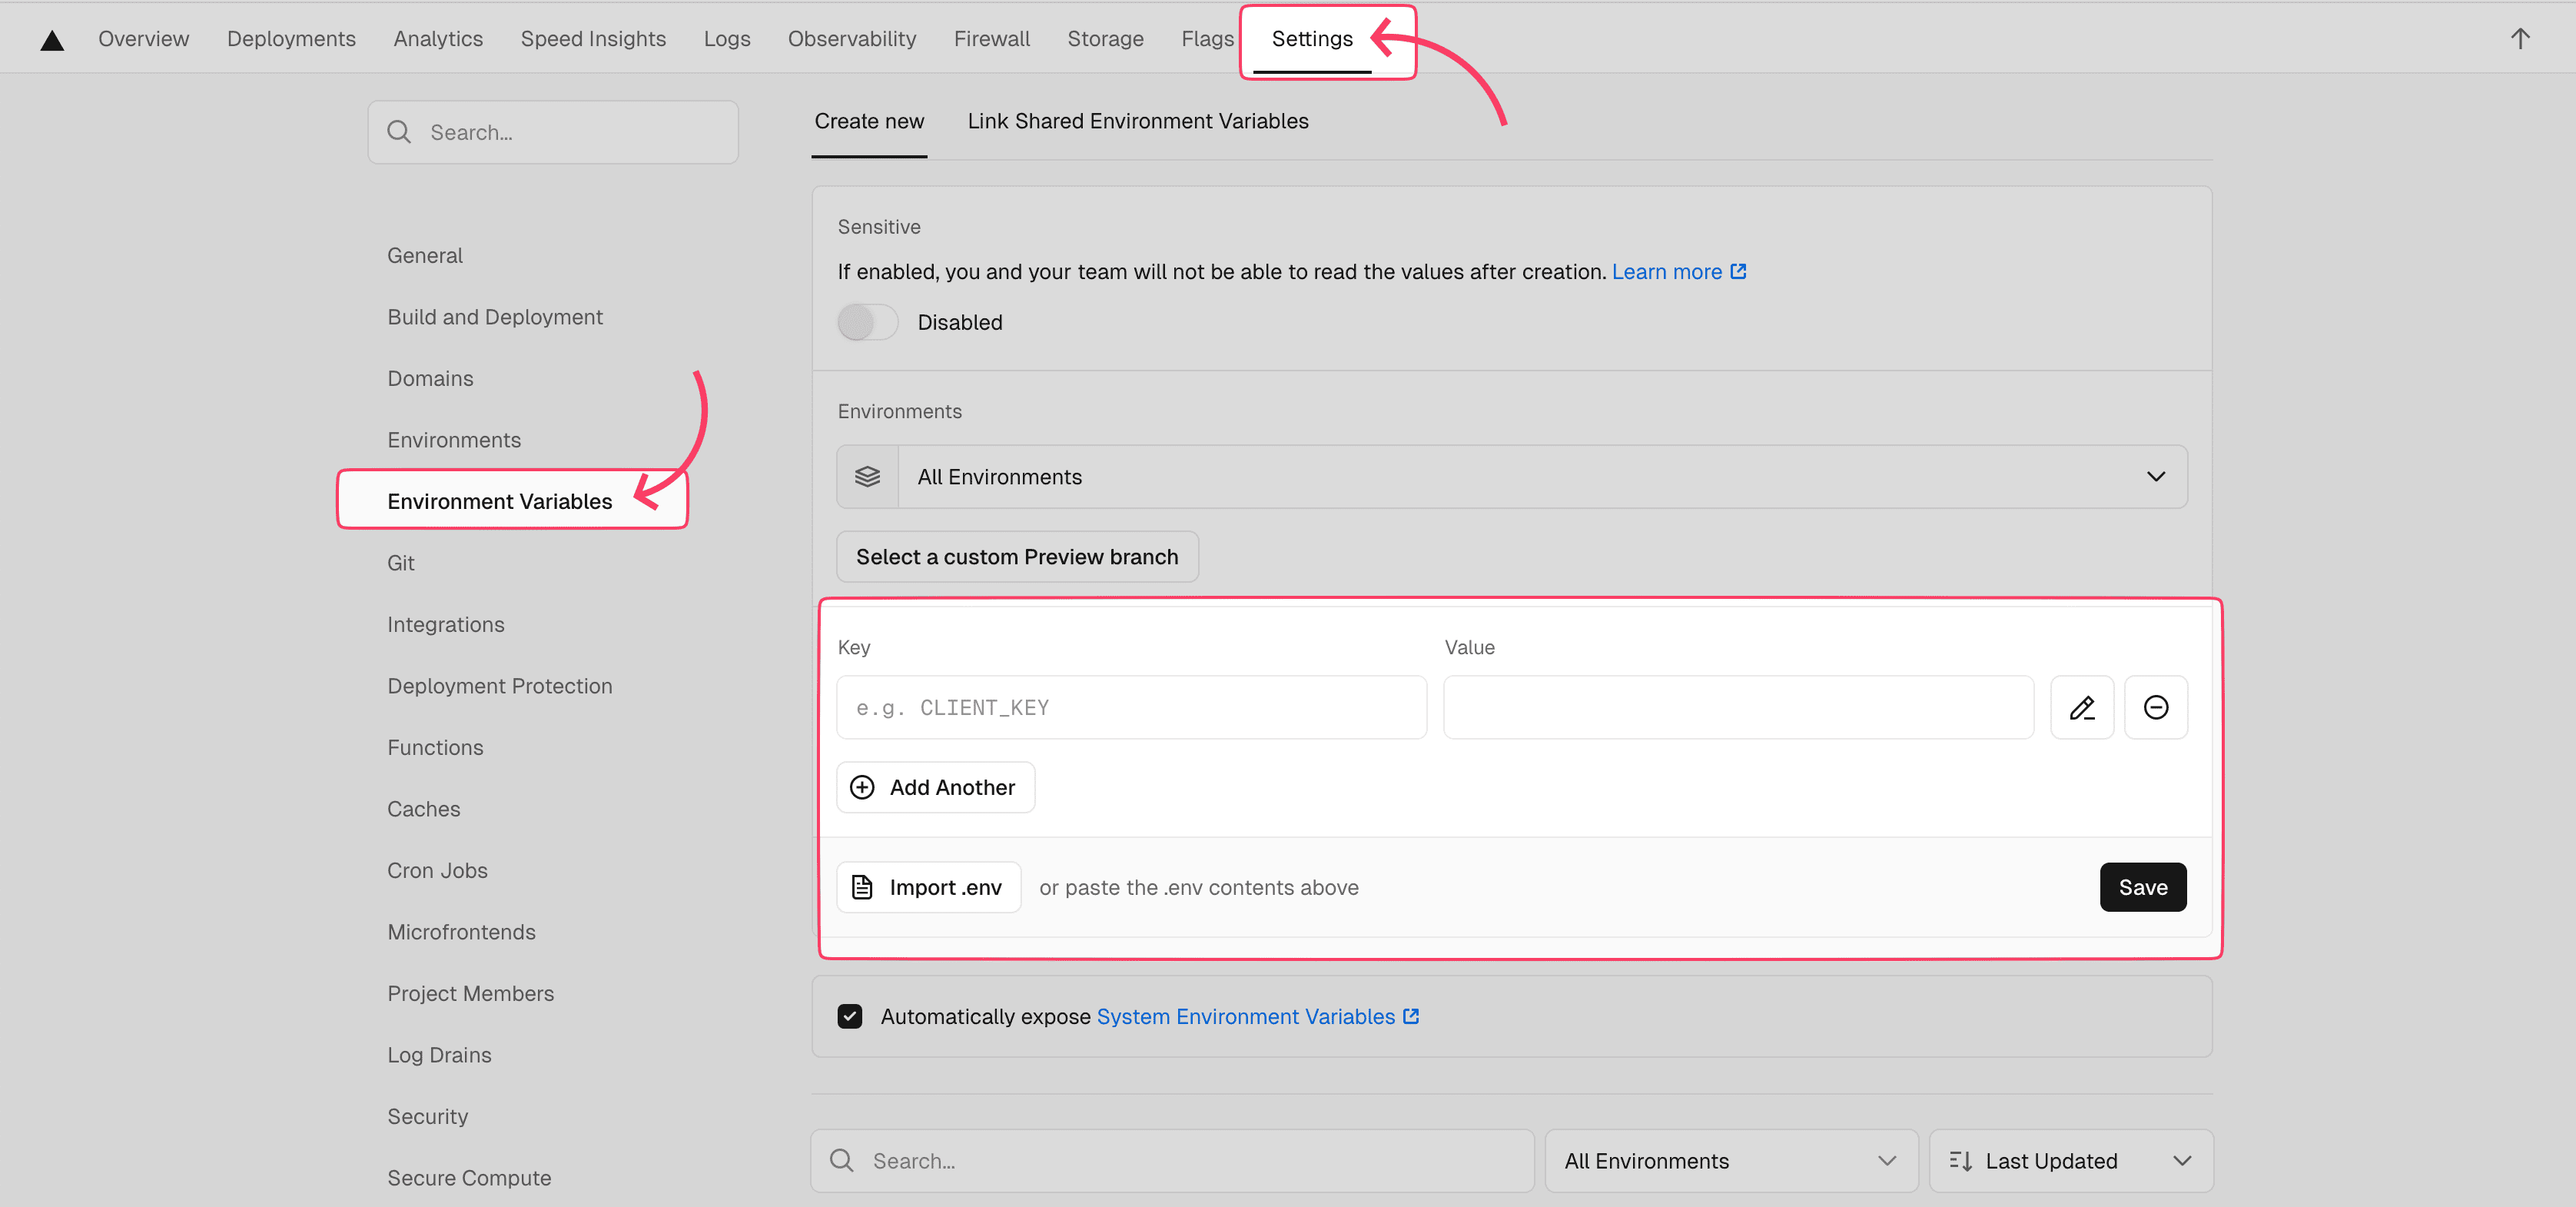 Overview Deployments Analytics Speed Insights Logs Observability Firewall Storage Flags Settings
Search...
General
Build and Deployment
Domains
Environments
Environment Variables
Git
Integrations
Deployment Protection
Functions
Caches
Cron Jobs
Microfrontends
Project Members
Log Drains
Security
Secure Compute
Create new Link Shared Environment Variables
Sensitive
If enabled, you and your team will not be able to read the values after creation. Learn more
Disabled
Environments
All Environments
Select a custom Preview branch
Key Value
e.g. CLIENT_KEY
Add Another
Import .env or paste the .env contents above Save
Automatically expose System Environment Variables
Search... All Environments Last Updated